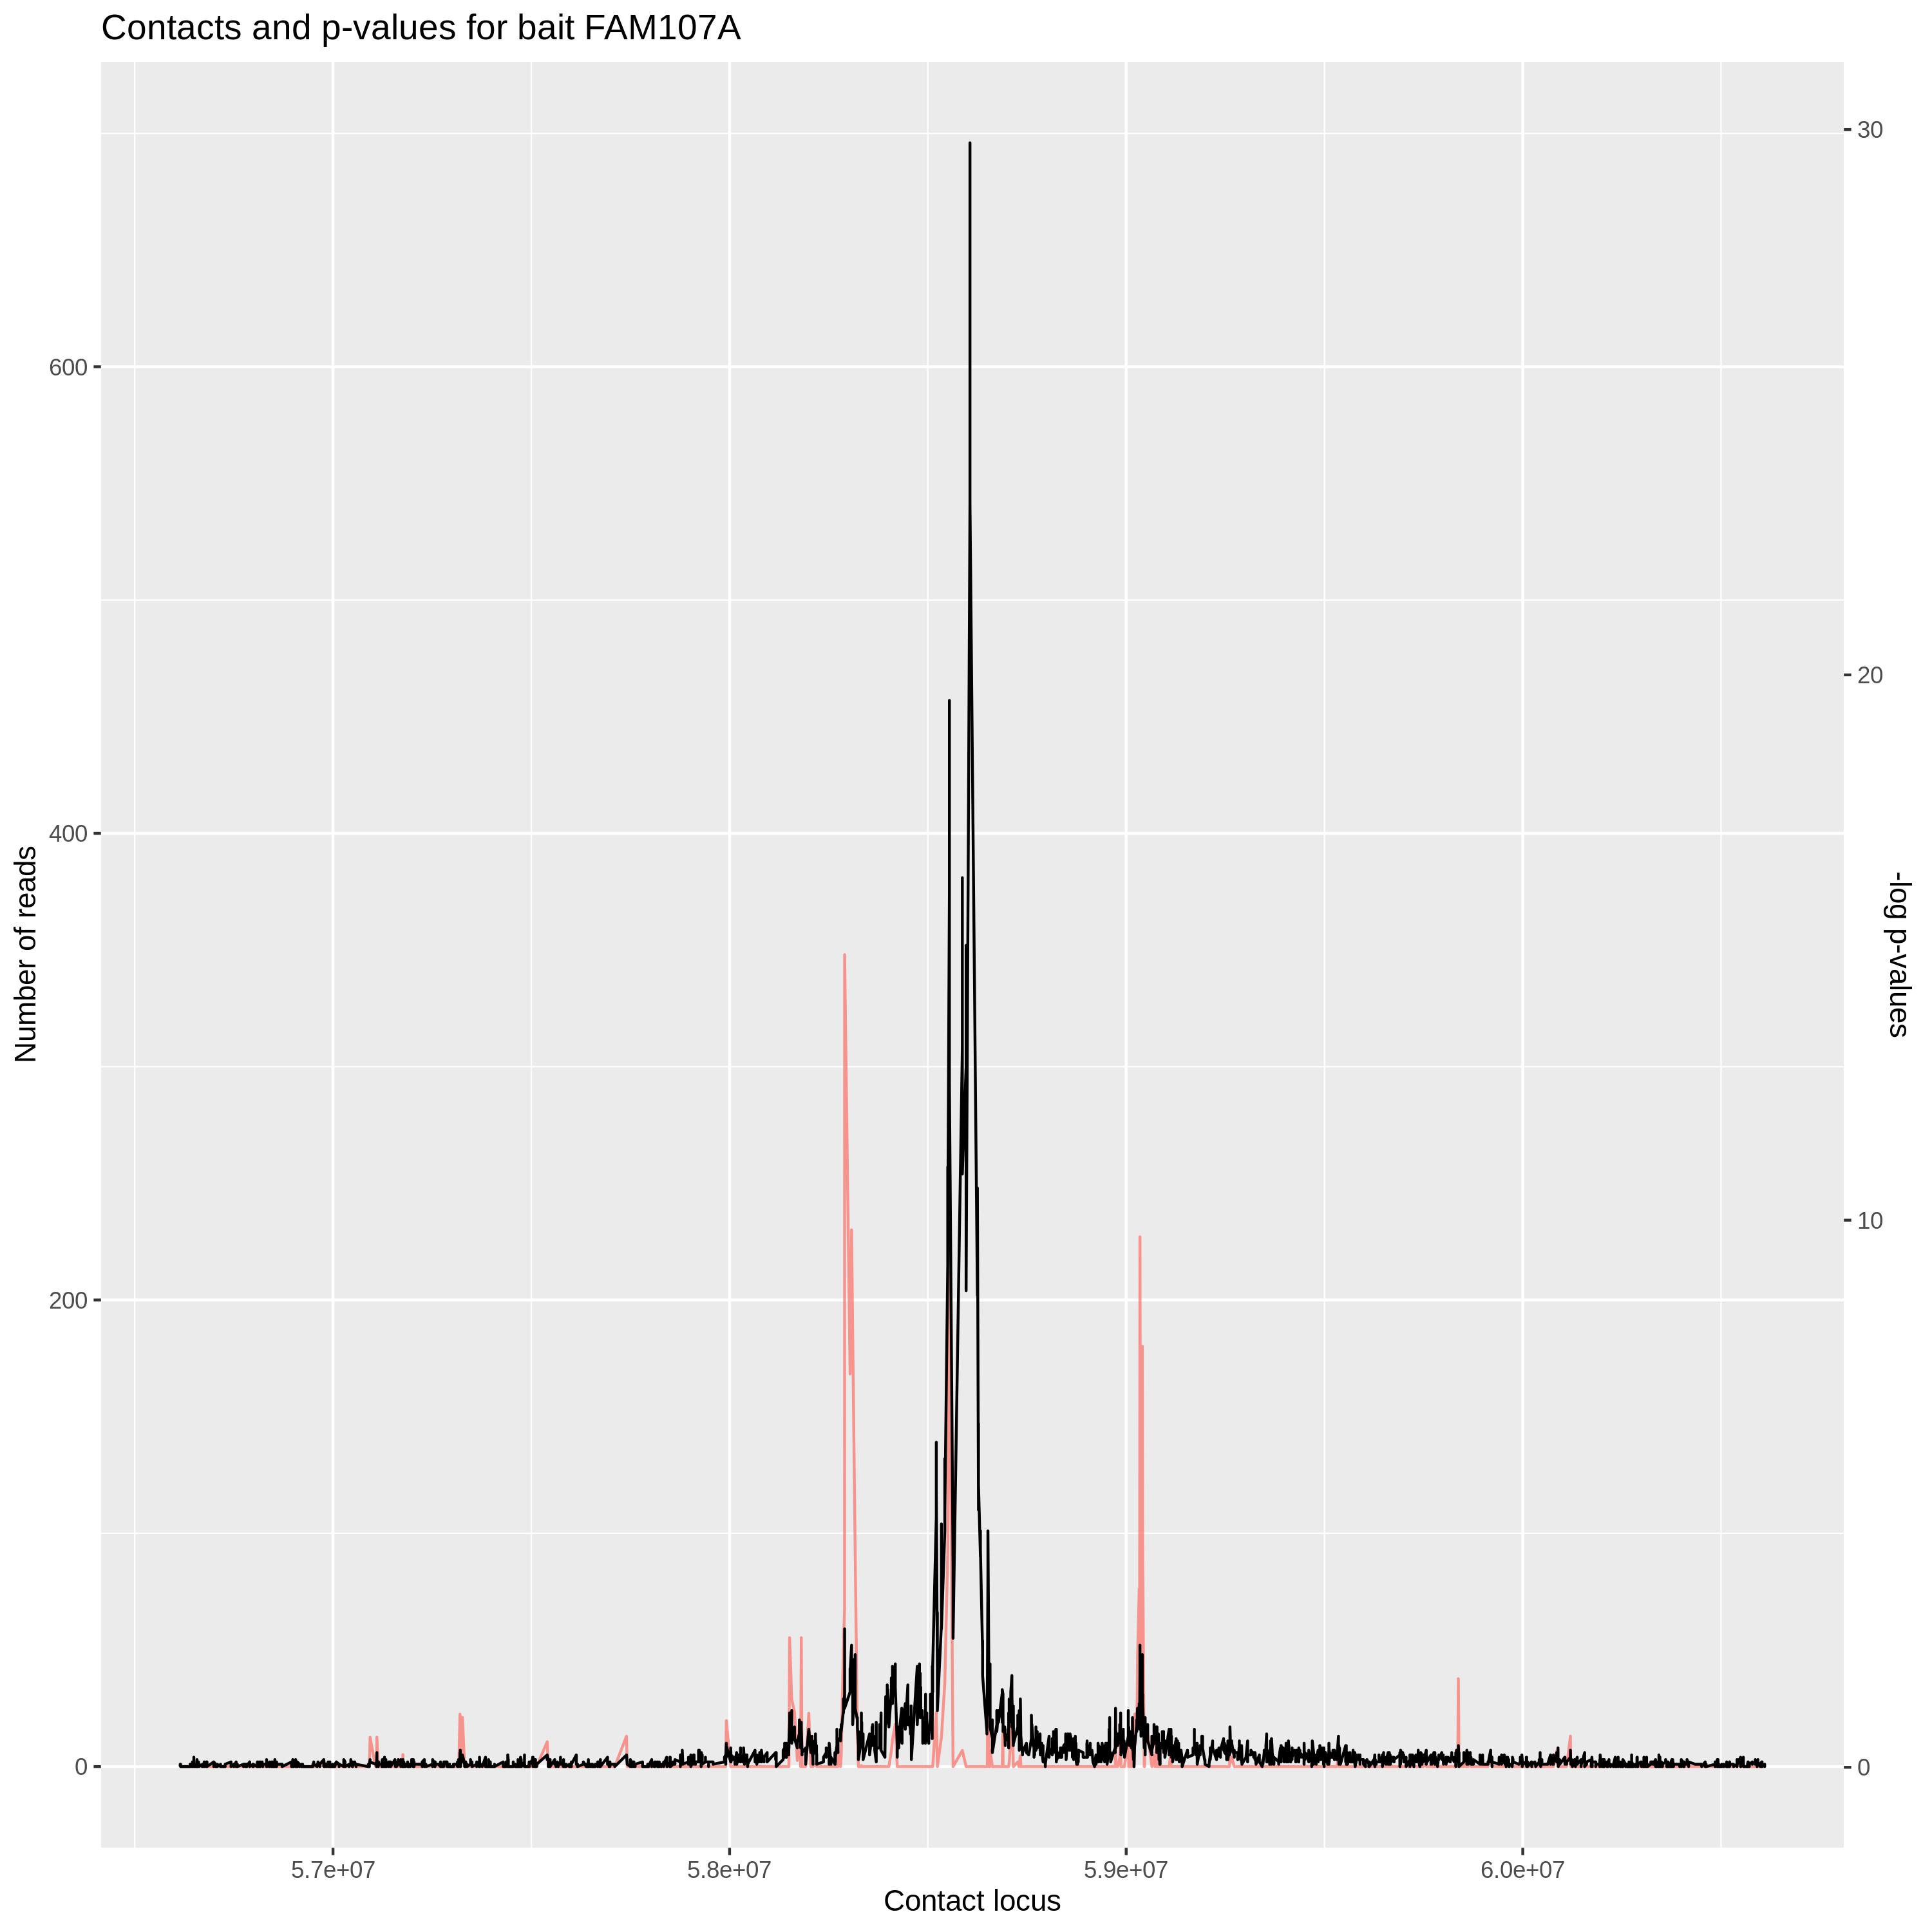 Contacts and p-values for bait FAM107A
Number of reads
600
400
200
0
30
20
10
0
-log p-values
5.7e+07 5.8e+07 5.9e+07 6.0e+07
Contact locus